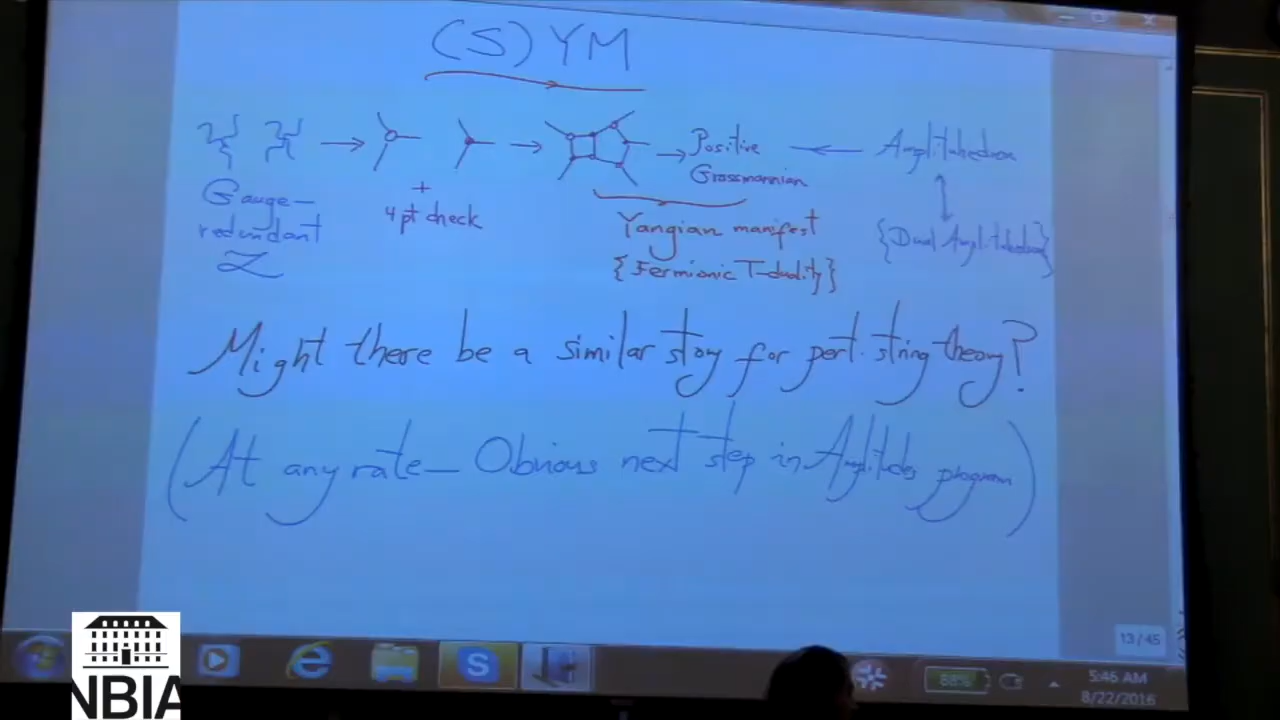 (S) YM
Positive
Grassmannian
Amplituhedron
Gauge-
redundant
L
+
4 pt check
Yangian manifest
{Fermionic T-duality}
{Dual Amplituhedron}
Might there be a similar story for pert. string theory?
(At any rate— Obvious next step in Amplitudes program)
13 / 45
88%
5:46 AM
8/22/2016
NBIA